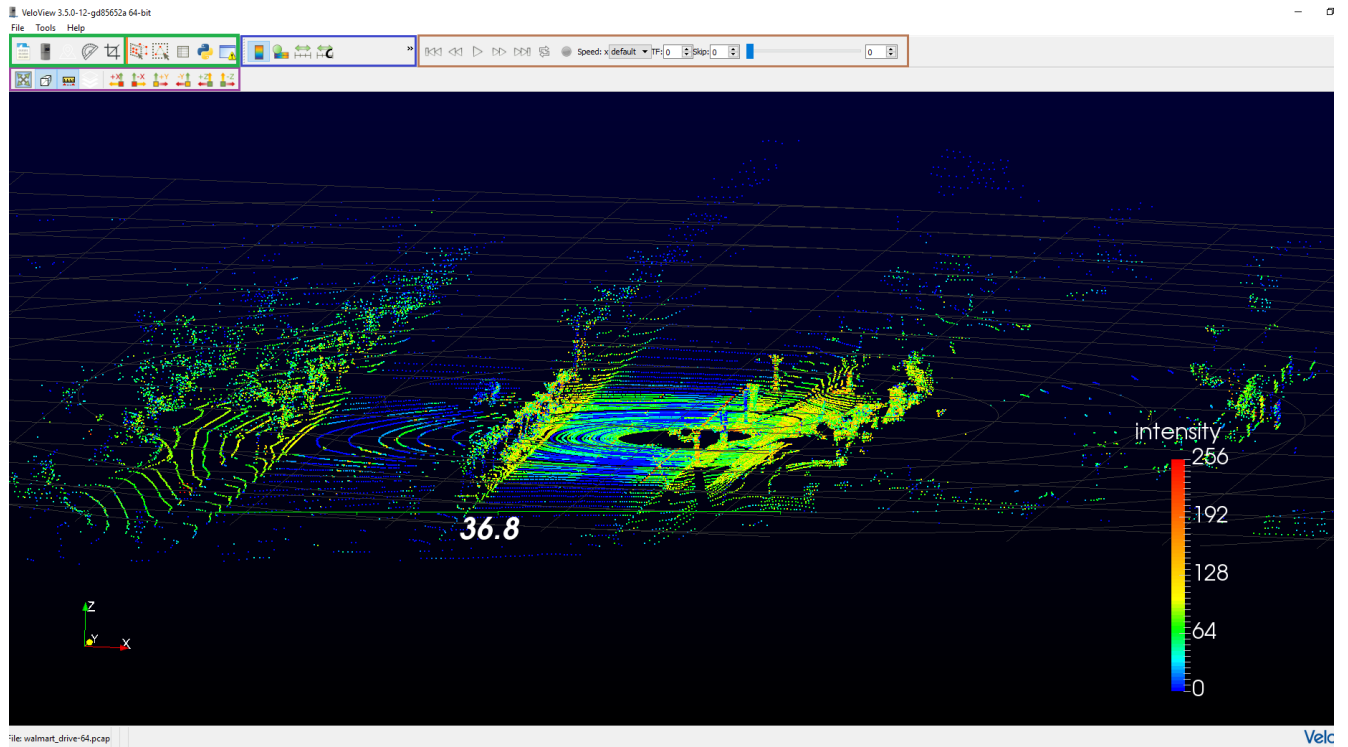 VeloView 3.5.0-12-gd85652a 64-bit
File Tools Help
» Speed: x default TF: 0 Skip: 0 0
+X -X +Y -Y +Z -Z
intensity
256
192
128
64
0
36.8
Z
Y X
File: walmart_drive-64.pcap Velo